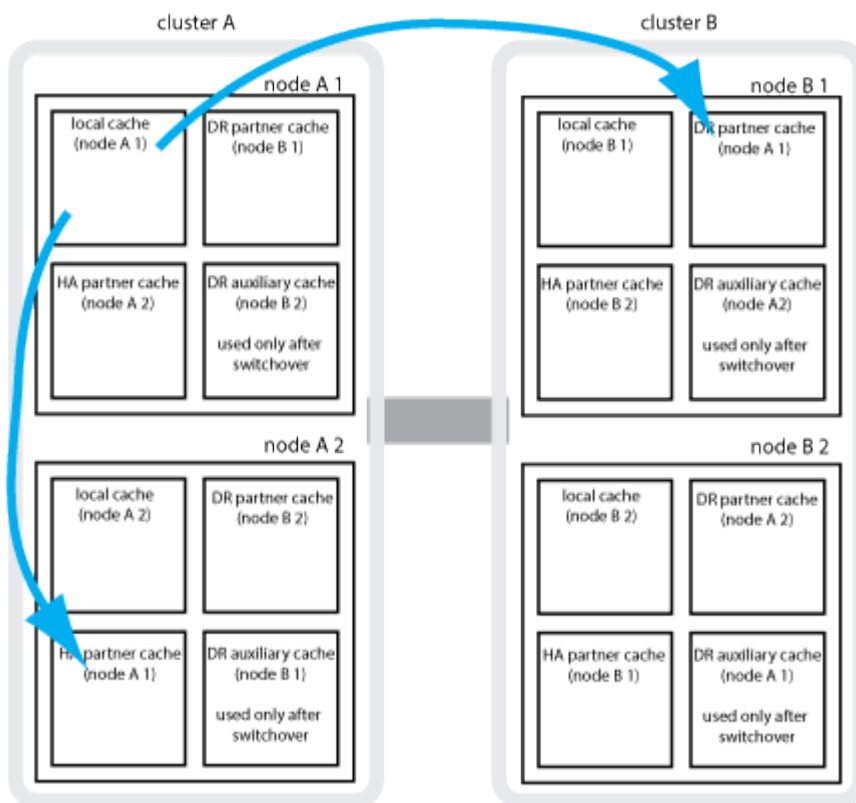 cluster A
cluster B
node A 1
local cache
(node A 1)
DR partner cache
(node B 1)
HA partner cache
(node A 2)
DR auxiliary cache
(node B 2)
used only after
switchover
node B 1
local cache
(node B 1)
DR partner cache
(node A 1)
HA partner cache
(node B 2)
DR auxiliary cache
(node A2)
used only after
switchover
node A 2
local cache
(node A 2)
DR partner cache
(node B 2)
HA partner cache
(node A 1)
DR auxiliary cache
(node B 1)
used only after
switchover
node B 2
local cache
(node B 2)
DR partner cache
(node A 2)
HA partner cache
(node B 1)
DR auxiliary cache
(node A 1)
used only after
switchover